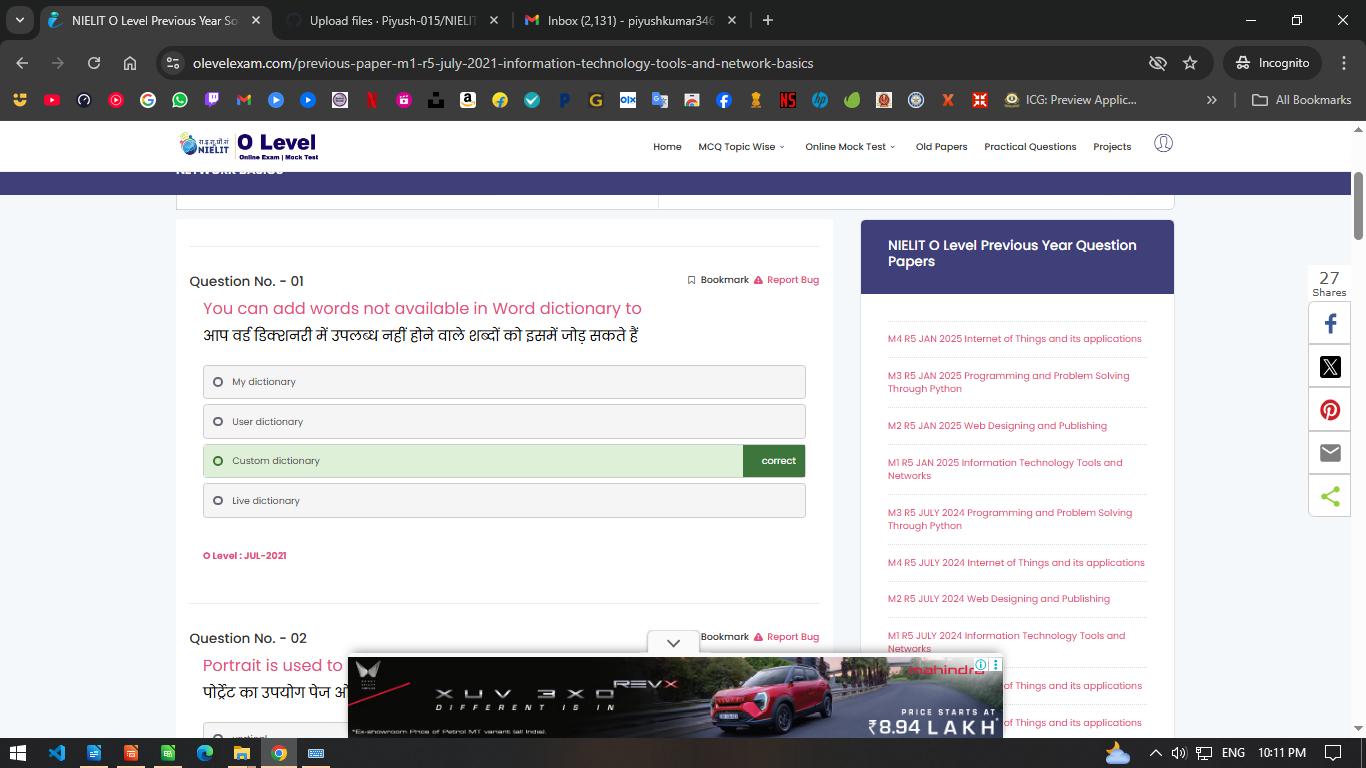 NIELIT O Level Previous Year So
Upload files · Piyush-015/NIELIT
Inbox (2,131) - piyushkumar346
olevelexam.com/previous-paper-m1-r5-july-2021-information-technology-tools-and-network-basics
Incognito
ICG: Preview Applic...
All Bookmarks
रा.इ.सू.प्रौ.सं
NIELIT
O Level
Online Exam | Mock Test
Home
MCQ Topic Wise
Online Mock Test
Old Papers
Practical Questions
Projects
NETWORK BASICS
Question No. - 01
Bookmark
Report Bug
You can add words not available in Word dictionary to
आप वर्ड डिक्शनरी में उपलब्ध नहीं होने वाले शब्दों को इसमें जोड़ सकते हैं
My dictionary
User dictionary
Custom dictionary
correct
Live dictionary
O Level : JUL-2021
Question No. - 02
Bookmark
Report Bug
Portrait is used to
पोर्ट्रेट का उपयोग पेज ओ
vertical
NIELIT O Level Previous Year Question
Papers
M4 R5 JAN 2025 Internet of Things and its applications
M3 R5 JAN 2025 Programming and Problem Solving
Through Python
M2 R5 JAN 2025 Web Designing and Publishing
M1 R5 JAN 2025 Information Technology Tools and
Networks
M3 R5 JULY 2024 Programming and Problem Solving
Through Python
M4 R5 JULY 2024 Internet of Things and its applications
M2 R5 JULY 2024 Web Designing and Publishing
M1 R5 JULY 2024 Information Technology Tools and
Networks
of Things and its applications
of Things and its applications
27
Shares
XUV 3XO REVX
DIFFERENT IS IN
*Ex-showroom Price of Petrol MT variant (all India).
mahindra
PRICE STARTS AT
₹8.94 LAKH*
ENG
10:11 PM